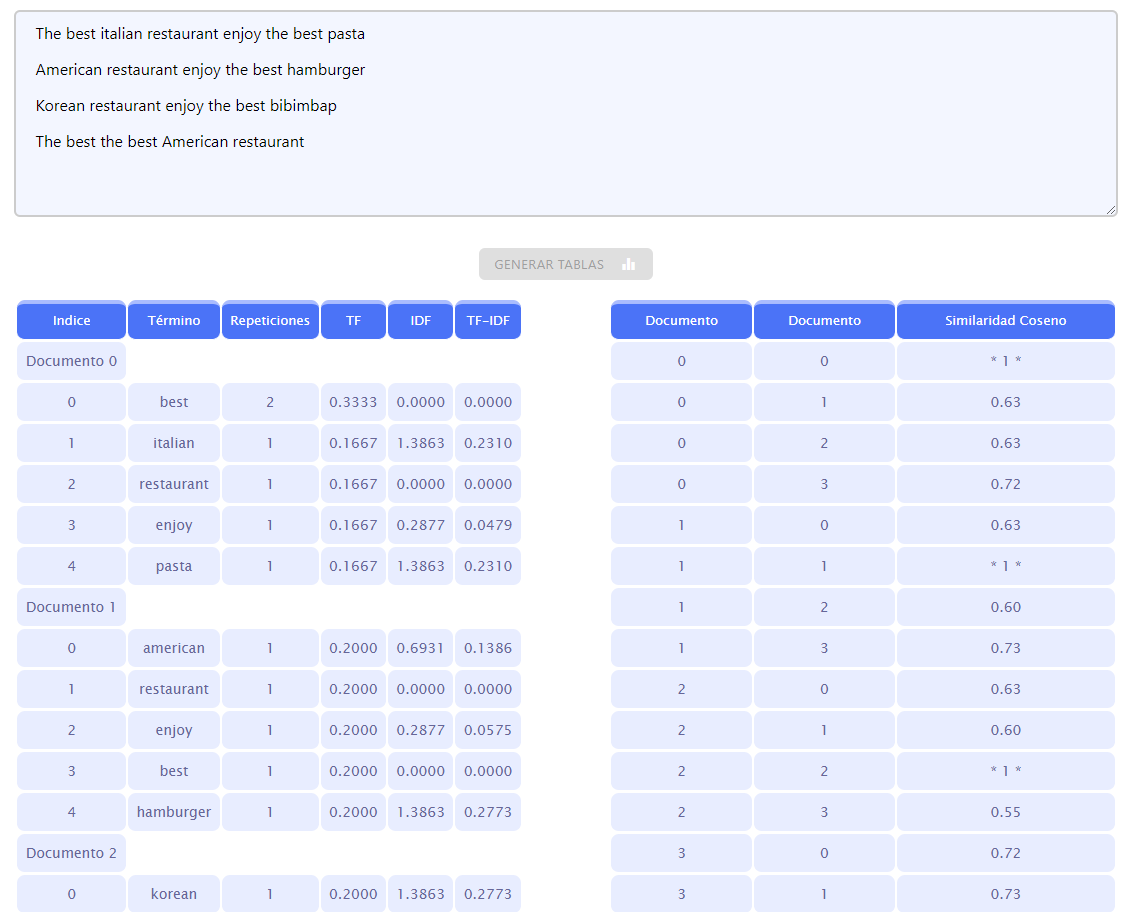 The best italian restaurant enjoy the best pasta
American restaurant enjoy the best hamburger
Korean restaurant enjoy the best bibimbap
The best the best American restaurant
GENERAR TABLAS
Indice Término Repeticiones TF IDF TF-IDF
Documento 0
0 best 2 0.3333 0.0000 0.0000
1 italian 1 0.1667 1.3863 0.2310
2 restaurant 1 0.1667 0.0000 0.0000
3 enjoy 1 0.1667 0.2877 0.0479
4 pasta 1 0.1667 1.3863 0.2310
Documento 1
0 american 1 0.2000 0.6931 0.1386
1 restaurant 1 0.2000 0.0000 0.0000
2 enjoy 1 0.2000 0.2877 0.0575
3 best 1 0.2000 0.0000 0.0000
4 hamburger 1 0.2000 1.3863 0.2773
Documento 2
0 korean 1 0.2000 1.3863 0.2773
Documento Documento Similaridad Coseno
0 0 * 1 *
0 1 0.63
0 2 0.63
0 3 0.72
1 0 0.63
1 1 * 1 *
1 2 0.60
1 3 0.73
2 0 0.63
2 1 0.60
2 2 * 1 *
2 3 0.55
3 0 0.72
3 1 0.73